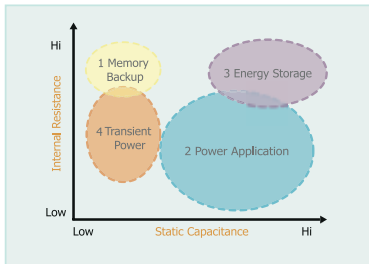 Hi
1 Memory
Backup
3 Energy Storage
Internal Resistance
4 Transient
Power
2 Power Application
Low
Low
Static Capacitance
Hi